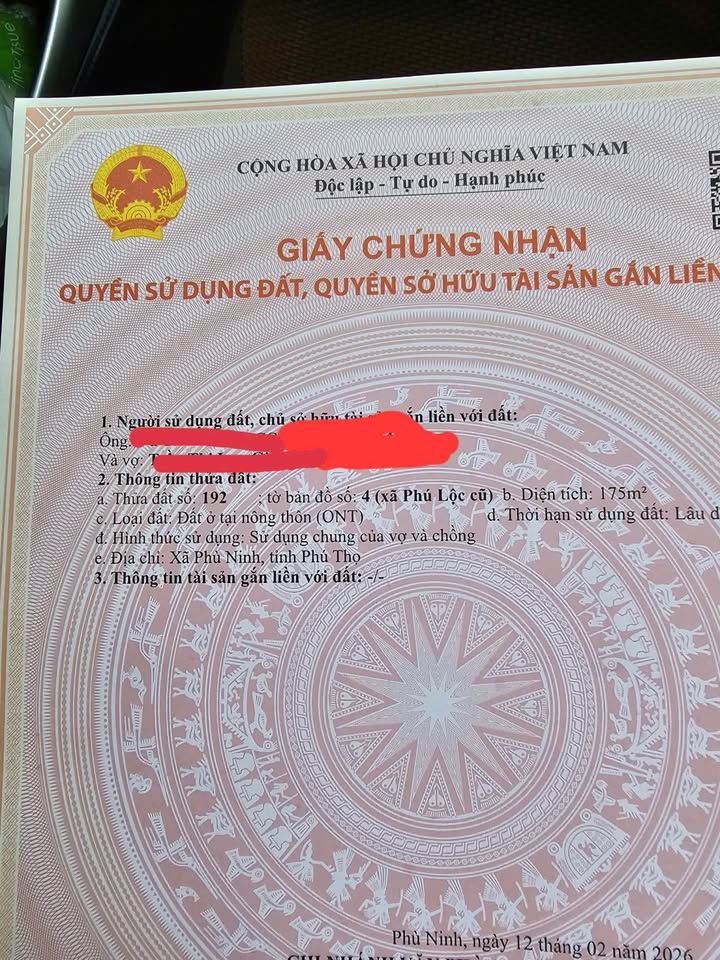 CỘNG HÒA XÃ HỘI CHỦ NGHĨA VIỆT NAM
Độc lập - Tự do - Hạnh phúc
GIẤY CHỨNG NHẬN
QUYỀN SỬ DỤNG ĐẤT, QUYỀN SỞ HỮU TÀI SẢN GẮN LIỀN
1. Người sử dụng đất, chủ sở hữu tài sản gắn liền với đất:
Ông
Và vợ:
2. Thông tin thửa đất:
a. Thửa đất số: 192 ; tờ bản đồ số: 4 (xã Phú Lộc cũ) b. Diện tích: 175m²
c. Loại đất: Đất ở tại nông thôn (ONT) d. Thời hạn sử dụng đất: Lâu d
đ. Hình thức sử dụng: Sử dụng chung của vợ và chồng
e. Địa chỉ: Xã Phù Ninh, tỉnh Phú Thọ
3. Thông tin tài sản gắn liền với đất: -/-
Phù Ninh, ngày 12 tháng 02 năm 2026